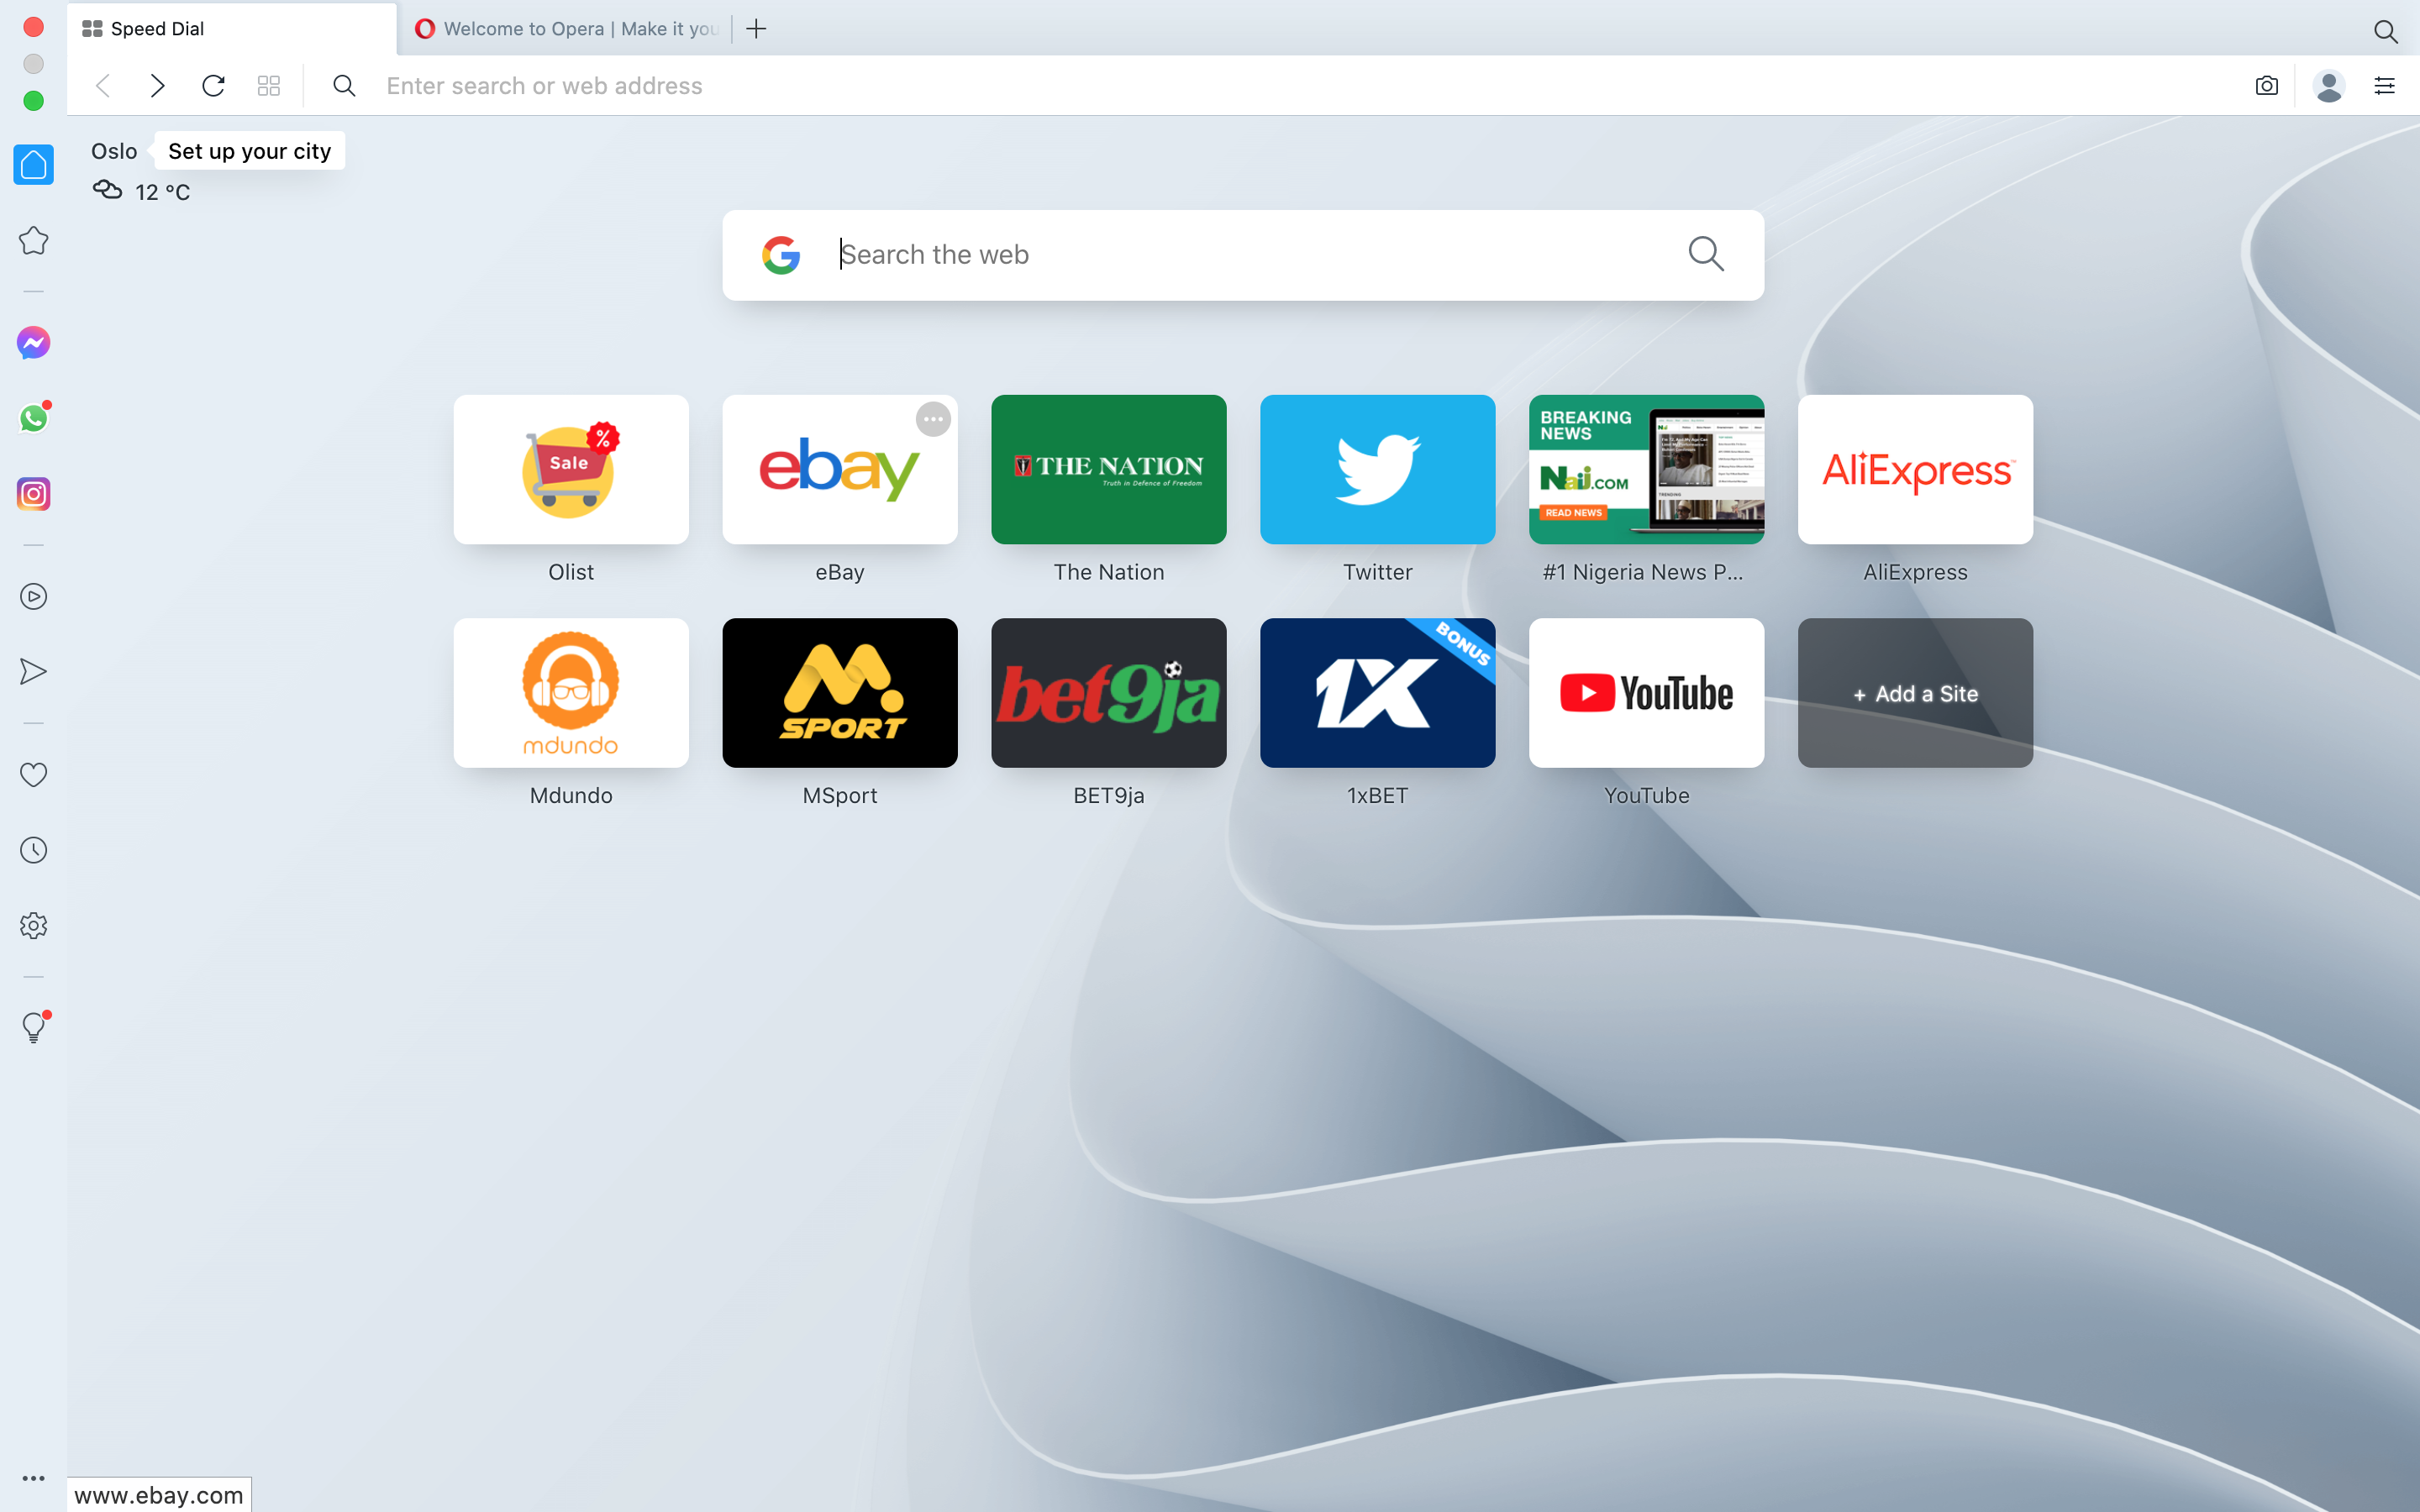 Speed Dial
Welcome to Opera | Make it you
Enter search or web address
Oslo
Set up your city
12 °C
Search the web
Sale
%
ebay
THE NATION
Truth in Defence of Freedom
BREAKING
NEWS
Naij.COM
READ NEWS
TRENDING
AliExpress
Olist
eBay
The Nation
Twitter
#1 Nigeria News P...
AliExpress
mdundo
M
SPORT
bet9ja
1X
BONUS
YouTube
+ Add a Site
Mdundo
MSport
BET9ja
1xBET
YouTube
www.ebay.com